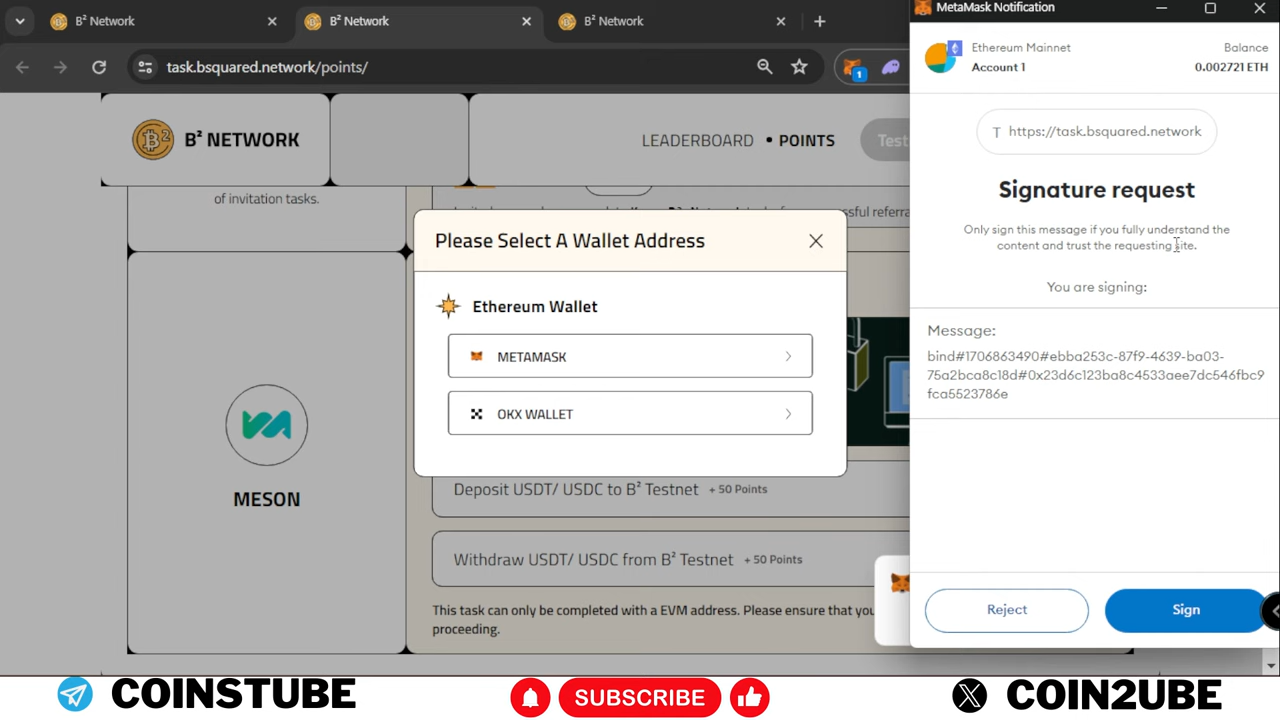 B² Network
B² Network
B² Network
task.bsquared.network/points/
1
B² NETWORK
LEADERBOARD
POINTS
Test
of invitation tasks.
MESON
Please Select A Wallet Address
Ethereum Wallet
METAMASK
OKX WALLET
Deposit USDT/ USDC to B² Testnet + 50 Points
Withdraw USDT/ USDC from B² Testnet + 50 Points
This task can only be completed with a EVM address. Please ensure that you
proceeding.
MetaMask Notification
Ethereum Mainnet
Account 1
Balance
0.002721 ETH
T https://task.bsquared.network
Signature request
Only sign this message if you fully understand the
content and trust the requesting site.
You are signing:
Message:
bind#1706863490#ebba253c-87f9-4639-ba03-
75a2bca8c18d#0x23d6c123ba8c4533aee7dc546fbc9
fca5523786e
Reject
Sign
COINSTUBE
SUBSCRIBE
COIN2UBE